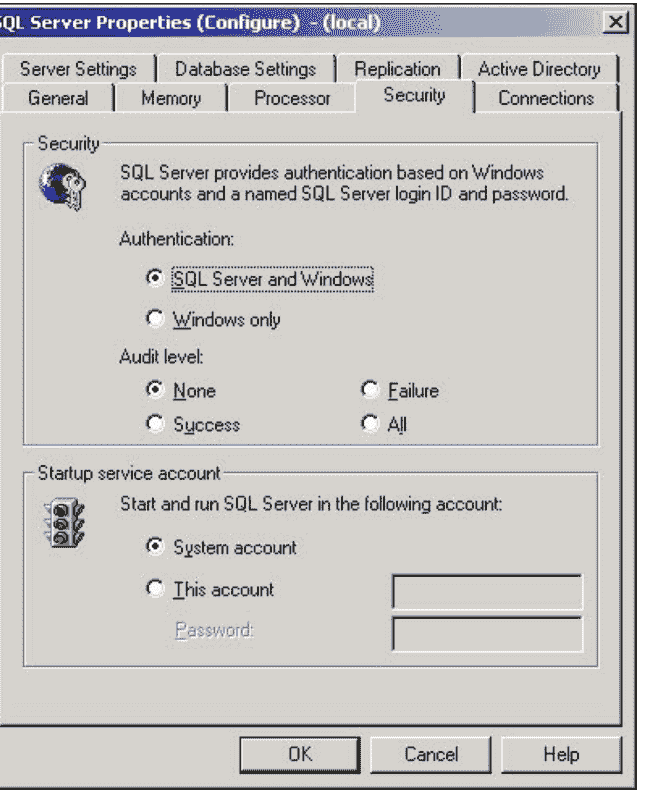 SQL Server Properties (Configure) - (local)
Server Settings Database Settings Replication Active Directory
General Memory Processor Security Connections
Security
SQL Server provides authentication based on Windows
accounts and a named SQL Server login ID and password.
Authentication:
SQL Server and Windows
Windows only
Audit level:
None Failure
Success All
Startup service account
Start and run SQL Server in the following account:
System account
This account
Password:
OK Cancel Help